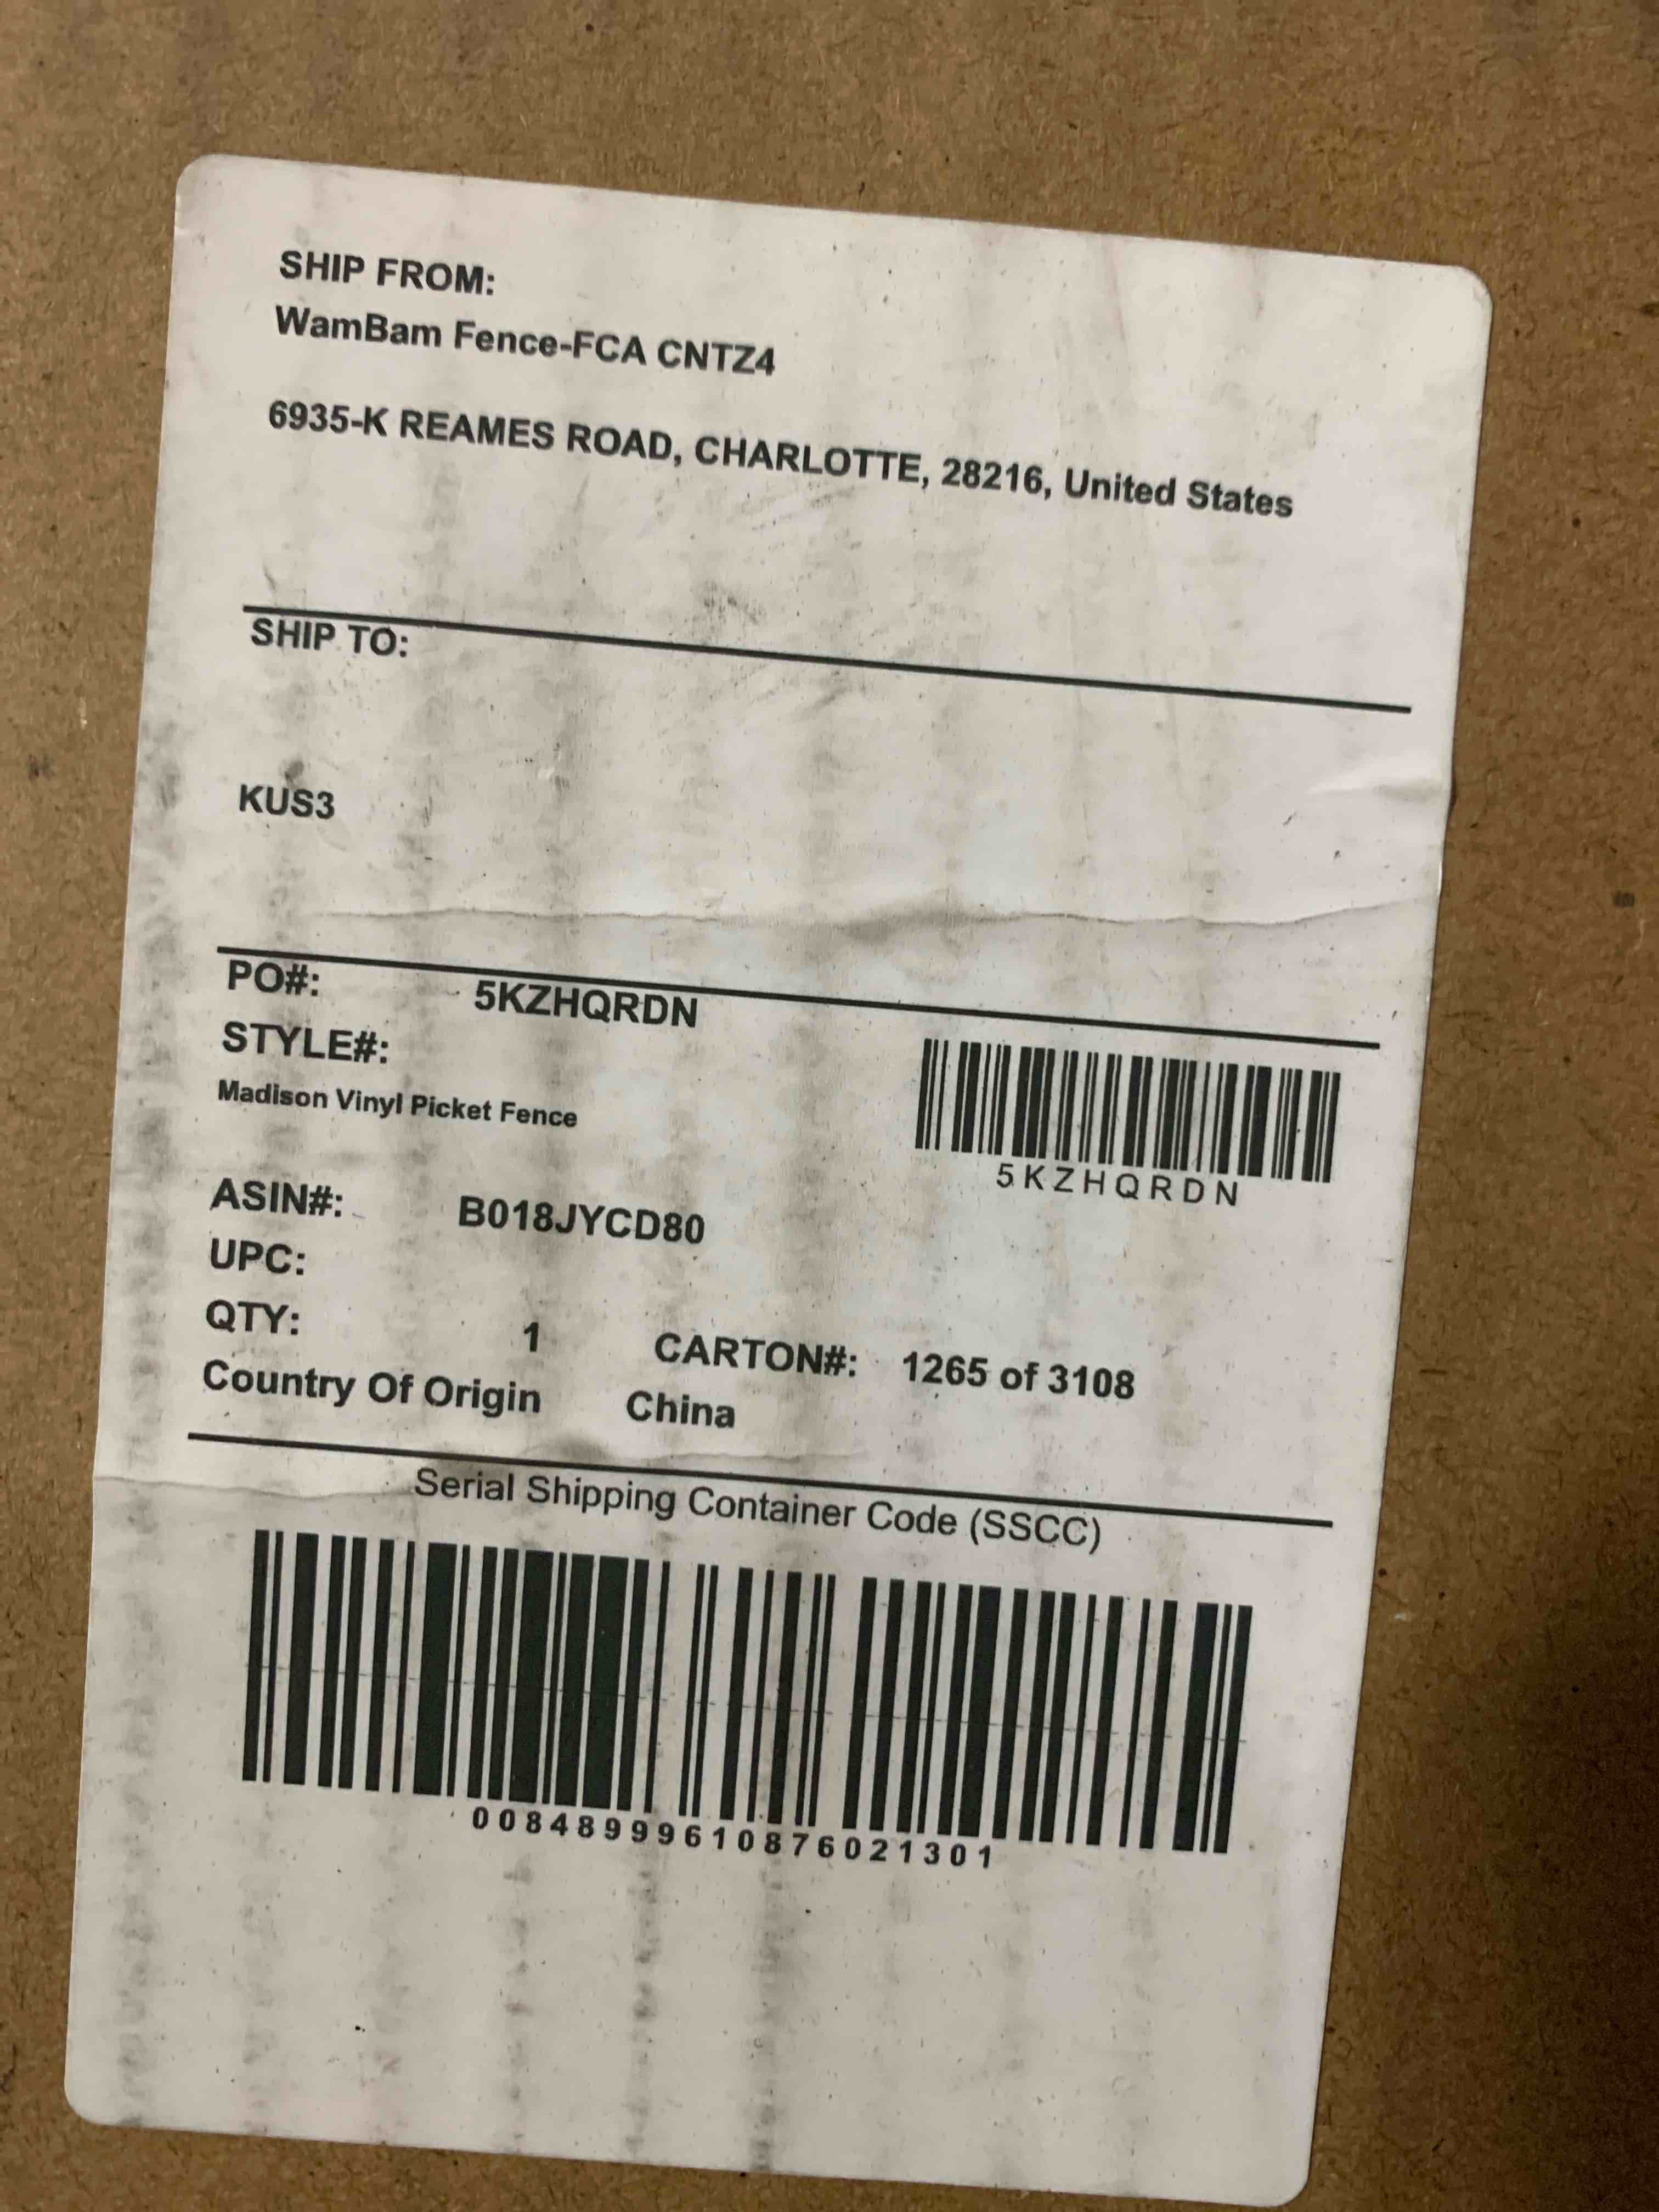 SHIP FROM:
WamBam Fence-FCA CNTZ4
6935-K REAMES ROAD, CHARLOTTE, 28216, United States
SHIP TO:
KUS3
PO#: 5KZHQRDN
STYLE#:
Madison Vinyl Picket Fence
5KZHQRDN
ASIN#: B018JYCD80
UPC:
QTY: 1 CARTON#: 1265 of 3108
Country Of Origin China
Serial Shipping Container Code (SSCC)
00848999610876021301